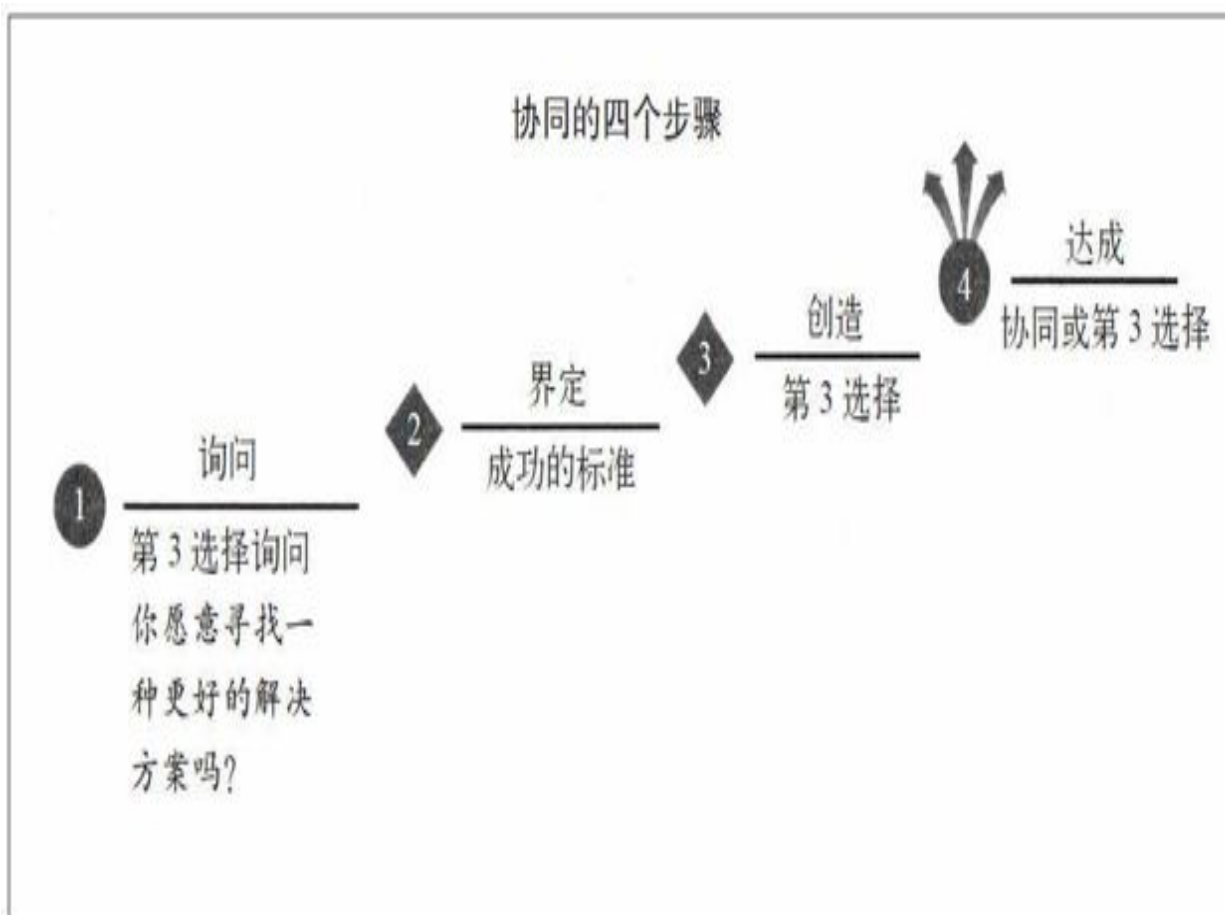 协同的四个步骤
1
询问
第3选择询问
你愿意寻找一
种更好的解决
方案吗?
2
界定
成功的标准
3
创造
第3选择
4
达成
协同或第3选择